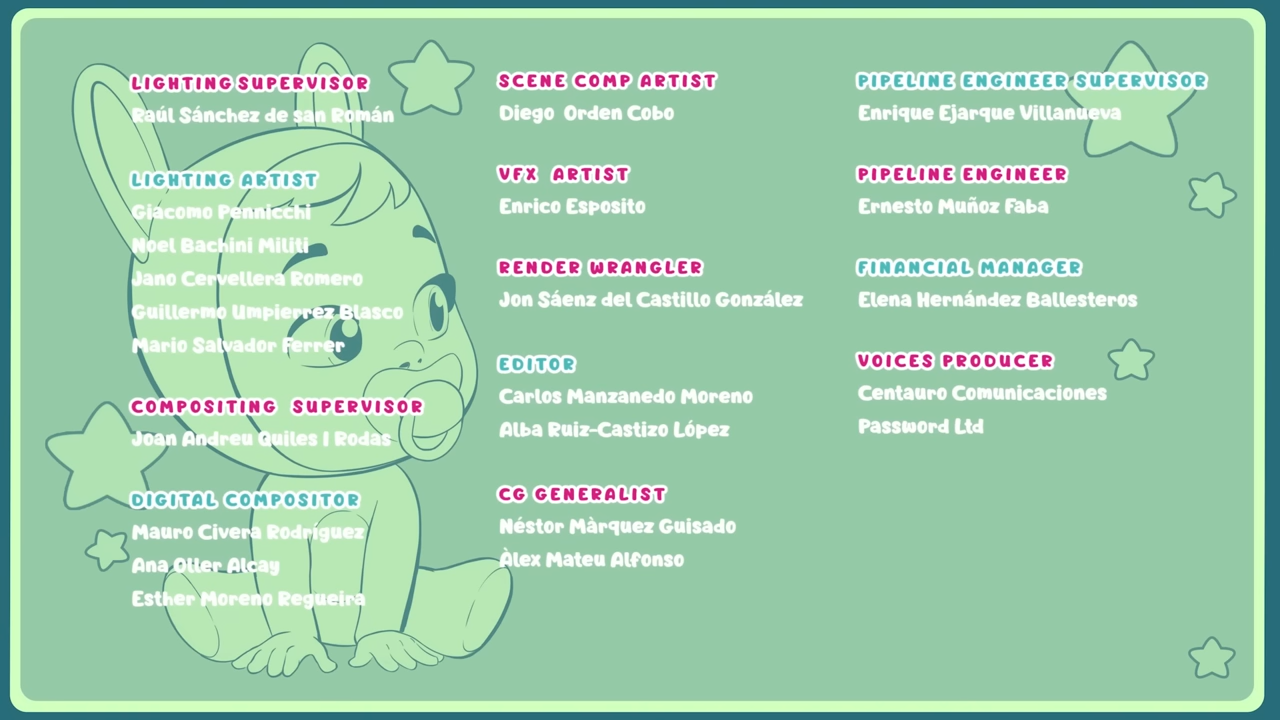 LIGHTING SUPERVISOR
Raúl Sánchez de san Román
LIGHTING ARTIST
Giacomo Pennicchi
Noel Bachini Militi
Jano Cervellera Romero
Guillermo Umpierrez Blasco
Mario Salvador Ferrer
COMPOSITING SUPERVISOR
Joan Andreu Quiles I Rodas
DIGITAL COMPOSITOR
Mauro Civera Rodríguez
Ana Oller Alcay
Esther Moreno Regueira
SCENE COMP ARTIST
Diego Orden Cobo
VFX ARTIST
Enrico Esposito
RENDER WRANGLER
Jon Sáenz del Castillo González
EDITOR
Carlos Manzanedo Moreno
Alba Ruiz-Castizo López
CG GENERALIST
Néstor Màrquez Guisado
Àlex Mateu Alfonso
PIPELINE ENGINEER SUPERVISOR
Enrique Ejarque Villanueva
PIPELINE ENGINEER
Ernesto Muñoz Faba
FINANCIAL MANAGER
Elena Hernández Ballesteros
VOICES PRODUCER
Centauro Comunicaciones
Password Ltd